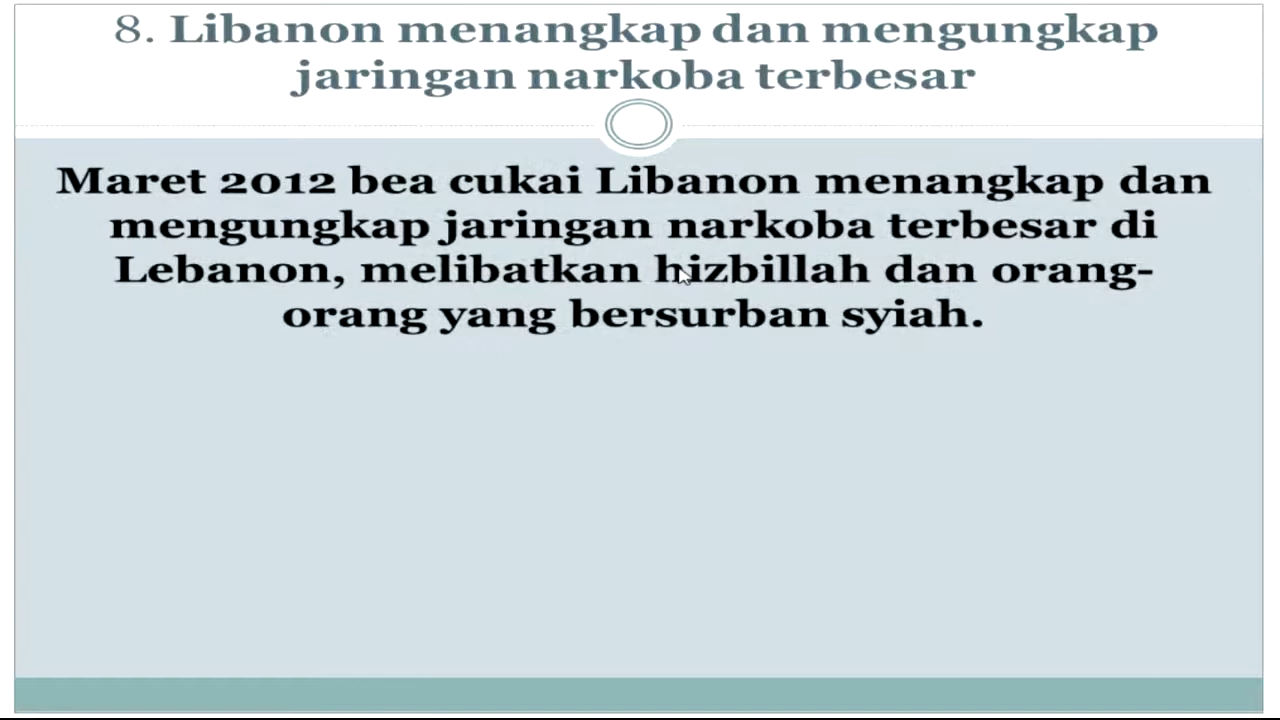 8. Libanon menangkap dan mengungkap
jaringan narkoba terbesar
Maret 2012 bea cukai Libanon menangkap dan
mengungkap jaringan narkoba terbesar di
Lebanon, melibatkan hizbillah dan orang-
orang yang bersurban syiah.